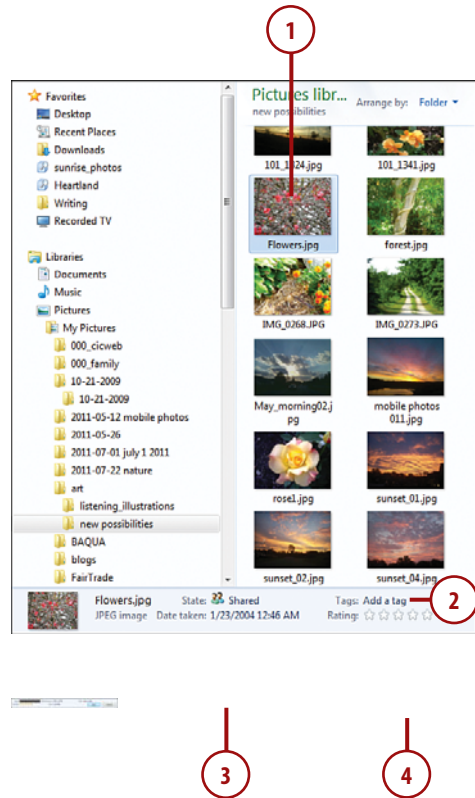 1
Favorites
Desktop
Recent Places
Downloads
sunrise_photos
Heartland
Writing
Recorded TV
Libraries
Documents
Music
Pictures
My Pictures
000_cicweb
000_family
10-21-2009
10-21-2009
2011-05-12 mobile photos
2011-05-26
2011-07-01 july 1 2011
2011-07-22 nature
art
listening_illustrations
new possibilities
BAQUA
blogs
FairTrade
Pictures libr...
new possibilities
Arrange by: Folder
101_1324.jpg
101_1341.jpg
Flowers.jpg
forest.jpg
IMG_0268.JPG
IMG_0273.JPG
May_morning02.j
pg
mobile photos
011.jpg
rose1.jpg
sunset_01.jpg
sunset_02.jpg
sunset_04.jpg
Flowers.jpg State: Shared Tags: Add a tag
JPEG image Date taken: 1/23/2004 12:46 AM Rating:
2
3
4